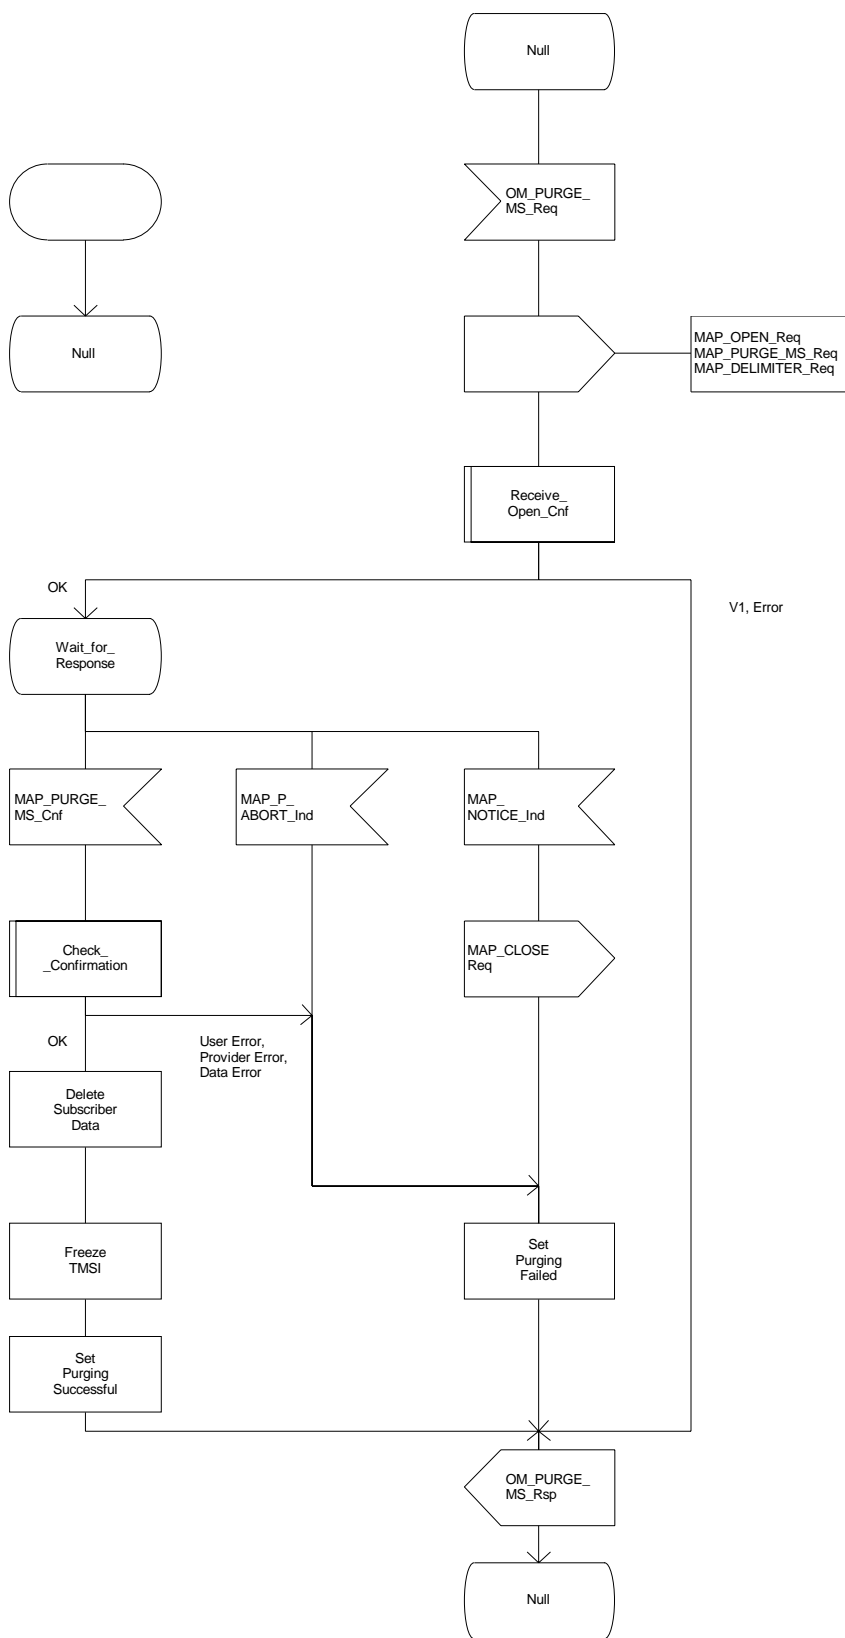 Null
OM_PURGE_
MS_Req
Null
MAP_OPEN_Req
MAP_PURGE_MS_Req
MAP_DELIMITER_Req
Receive_
Open_Cnf
OK
V1, Error
Wait_for_
Response
MAP_PURGE_
MS_Cnf
MAP_P_
ABORT_Ind
MAP_
NOTICE_Ind
Check_
_Confirmation
MAP_CLOSE
Req
OK
User Error,
Provider Error,
Data Error
Delete
Subscriber
Data
Freeze
TMSI
Set
Purging
Failed
Set
Purging
Successful
OM_PURGE_
MS_Rsp
Null